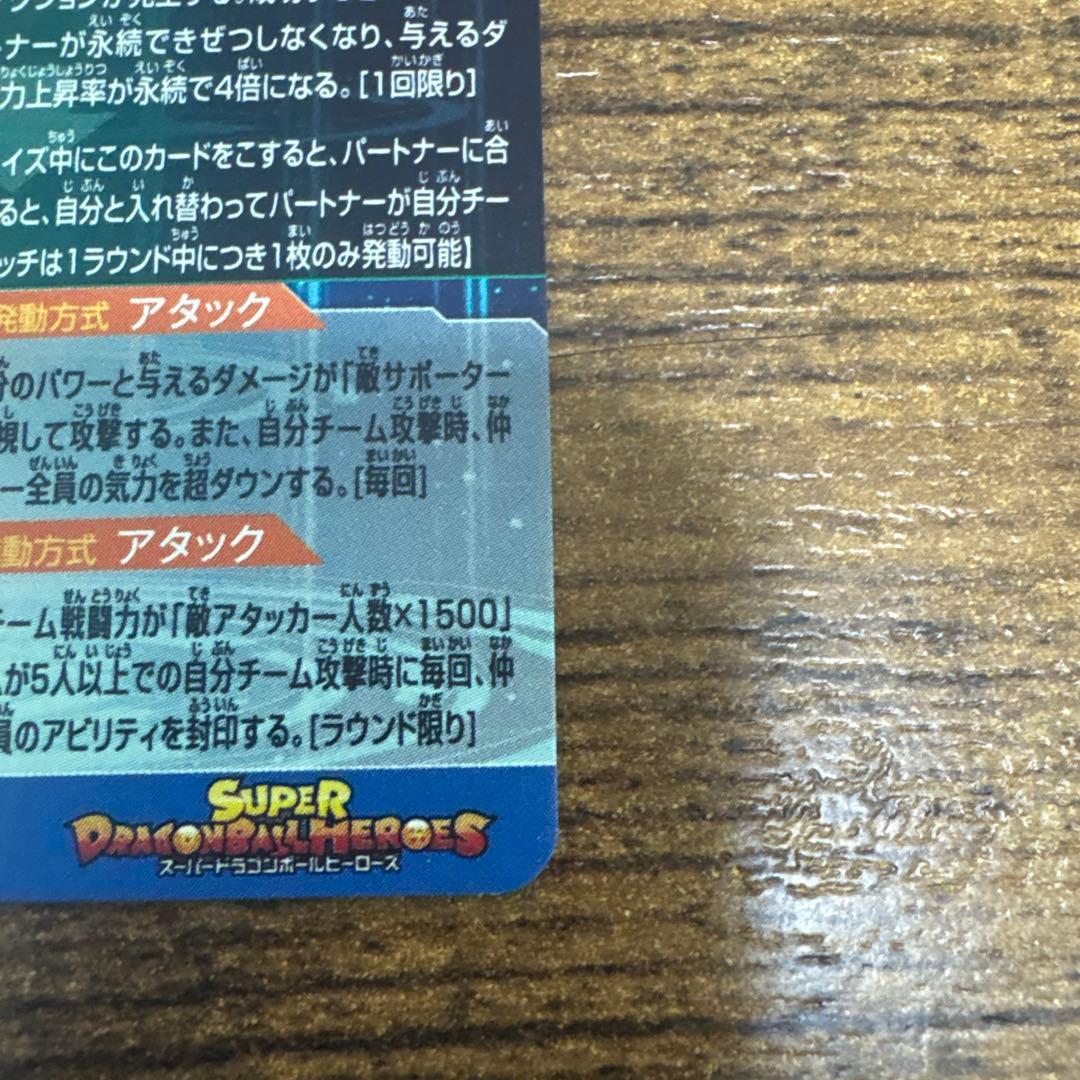 ーナーが永続できぜつしなくなり、与えるダ
力上昇率が永続で4倍になる。[1回限り]
イズ中にこのカードをこすると、パートナーに合
ると、自分と入れ替わってパートナーが自分チー
ッチは1ラウンド中につき1枚のみ発動可能】
発動方式 アタック
分のパワーと与えるダメージが「敵サポーター
視して攻撃する。また、自分チーム攻撃時、仲
ー全員の気力を超ダウンする。[毎回]
動方式 アタック
チーム戦闘力が「敵アタッカー人数×1500」
が5人以上での自分チーム攻撃時に毎回、仲
員のアビリティを封印する。[ラウンド限り]
SUPER
DRAGONBALL HEROES
スーパードラゴンボールヒーローズ